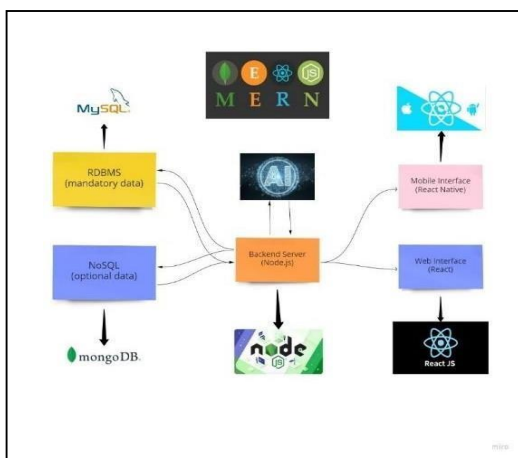 M E R N
E
JS
MySQL
RDBMS
(mandatory data)
AI
Mobile Interface
(React Native)
NoSQL
(optional data)
Backend Server
(Node.js)
Web Interface
(React)
mongoDB
node
JS
React JS
miro